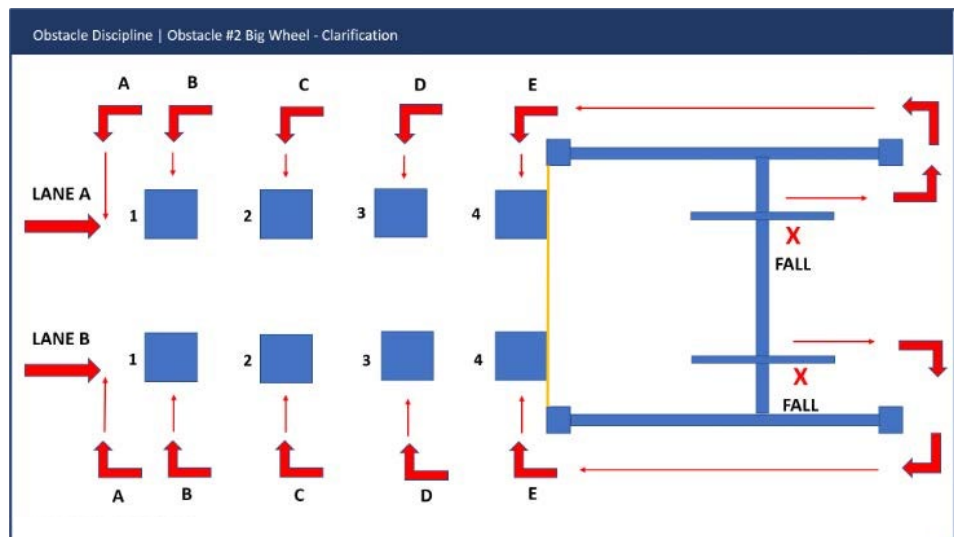 Obstacle Discipline | Obstacle #2 Big Wheel - Clarification
A B C D E
LANE A
1 2 3 4
X
FALL
LANE B
1 2 3 4
X
FALL
A B C D E